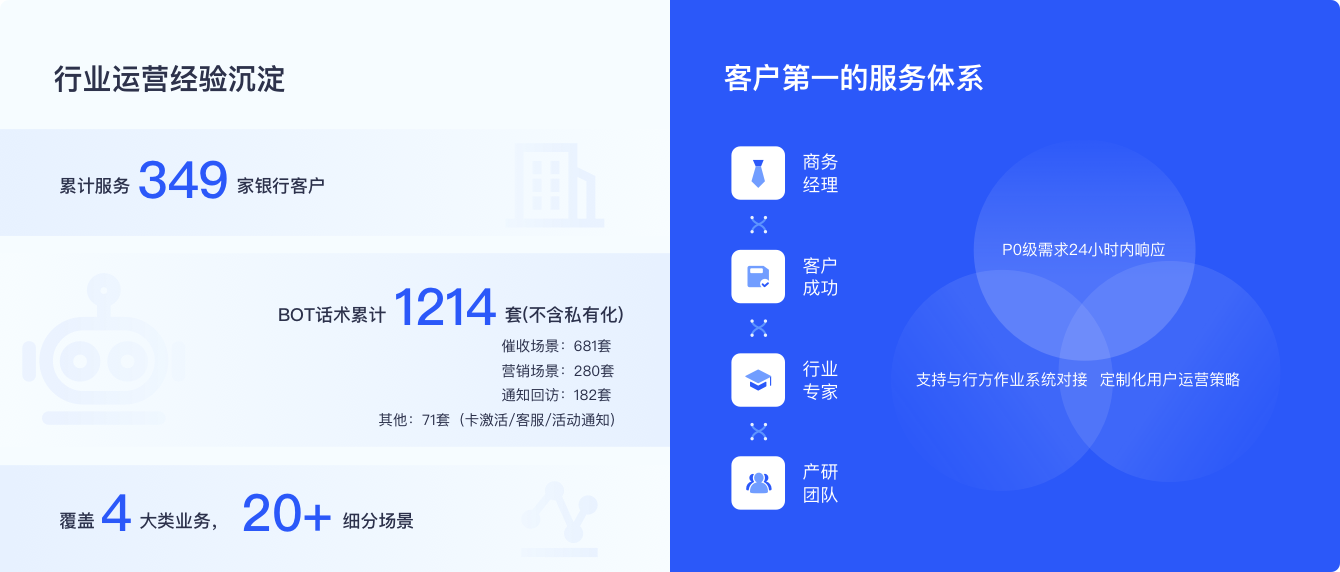 行业运营经验沉淀
累计服务 349 家银行客户
BOT话术累计 1214 套(不含私有化)
催收场景：681套
营销场景：280套
通知回访：182套
其他：71套（卡激活/客服/活动通知）
覆盖 4 大类业务， 20+ 细分场景
客户第一的服务体系
商务
经理
客户
成功
行业
专家
产研
团队
P0级需求24小时内响应
支持与行方作业系统对接
定制化用户运营策略